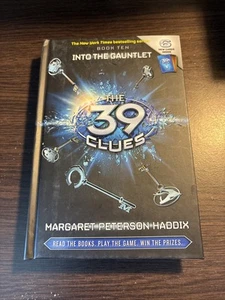 The New York Times bestselling
BOOK TEN
INTO THE GAUNTLET
THE
39
CLUES
MARGARET PETERSON HADDIX
READ THE BOOKS. PLAY THE GAME. WIN THE PRIZES.